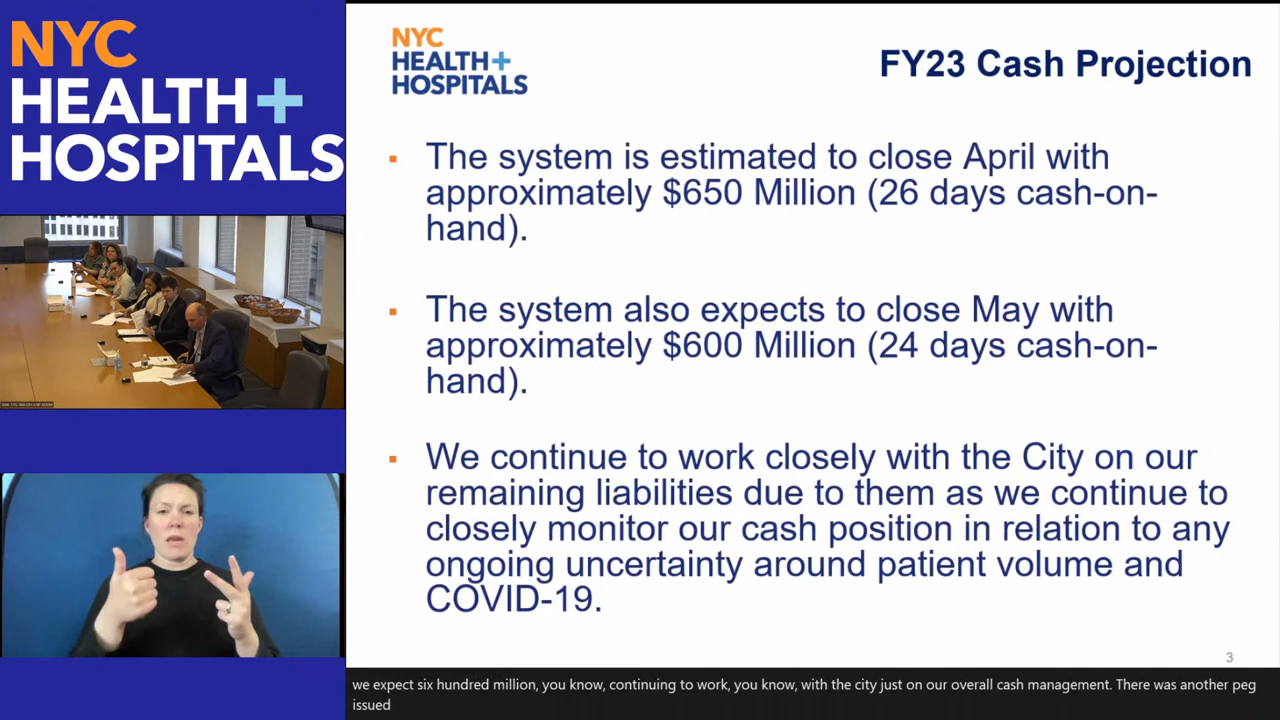 NYC
HEALTH+
HOSPITALS
NYC
HEALTH+
HOSPITALS
FY23 Cash Projection
▪ The system is estimated to close April with
approximately $650 Million (26 days cash-on-
hand).
▪ The system also expects to close May with
approximately $600 Million (24 days cash-on-
hand).
▪ We continue to work closely with the City on our
remaining liabilities due to them as we continue to
closely monitor our cash position in relation to any
ongoing uncertainty around patient volume and
COVID-19.
3
we expect six hundred million, you know, continuing to work, you know, with the city just on our overall cash management. There was another peg
issued